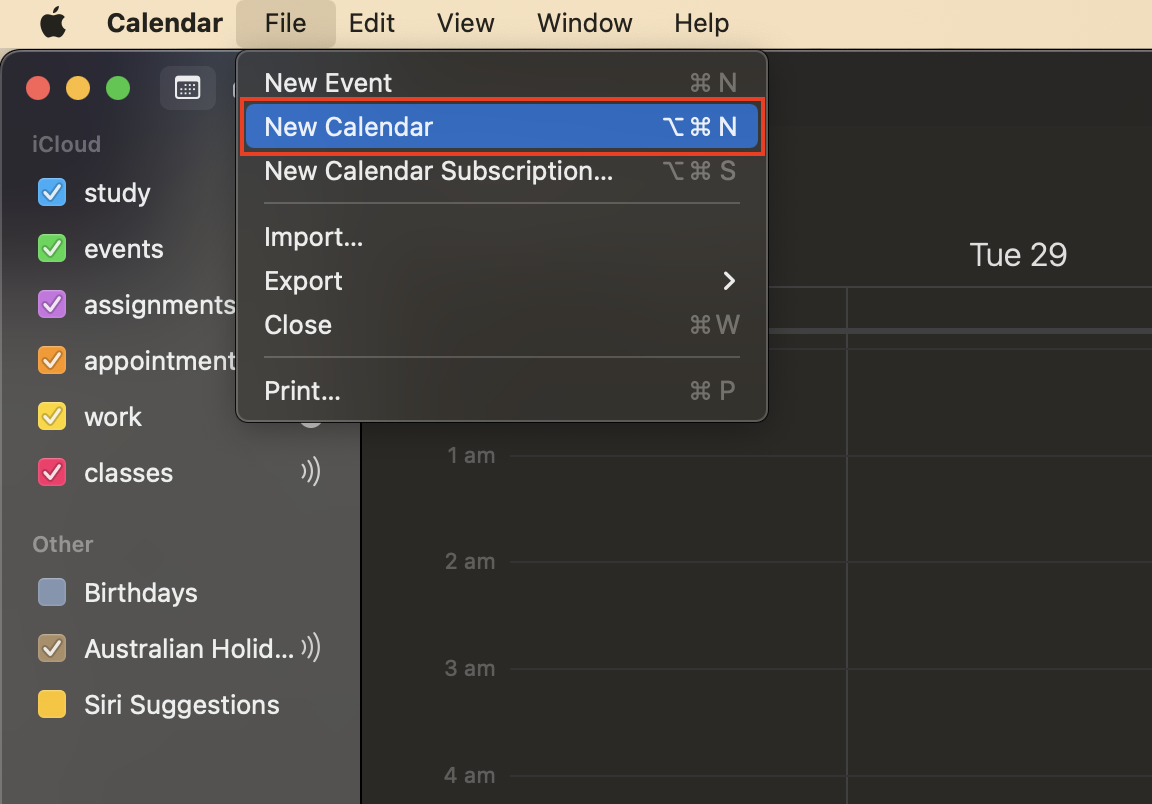 Calendar File Edit View Window Help
New Event ⌘ N
New Calendar ⌥ ⌘ N
New Calendar Subscription... ⌥ ⌘ S
Import...
Export
Close ⌘ W
Print... ⌘ P
iCloud
study
events
assignments
appointment
work
classes
Other
Birthdays
Australian Holid...
Siri Suggestions
Tue 29
1 am
2 am
3 am
4 am